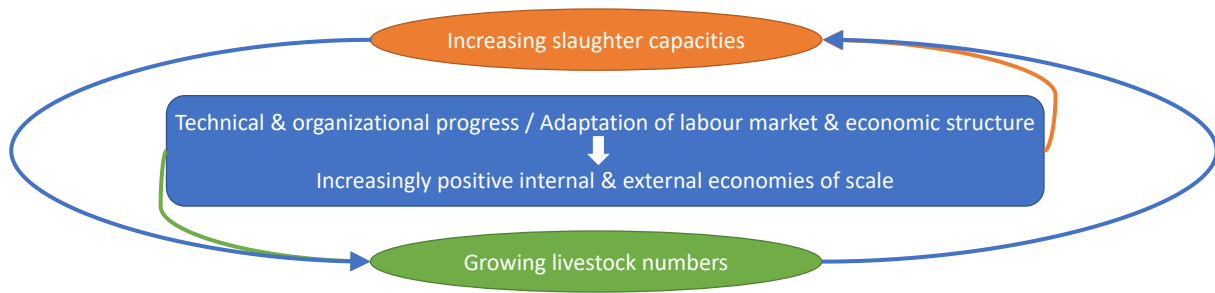 Increasing slaughter capacities
Technical & organizational progress / Adaptation of labour market & economic structure
Increasingly positive internal & external economies of scale
Growing livestock numbers